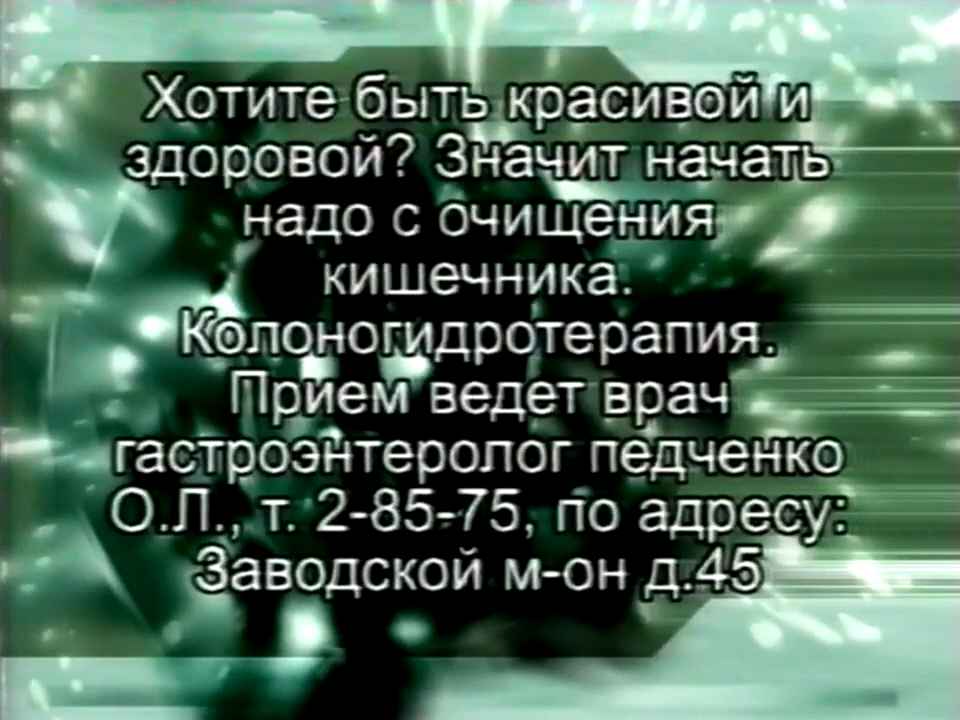 Хотите быть красивой и
здоровой? Значит начать
надо с очищения
кишечника.
Колоногидротерапия.
Прием ведет врач
гастроэнтеролог педченко
О.Л., т. 2-85-75, по адресу:
Заводской м-он д.45